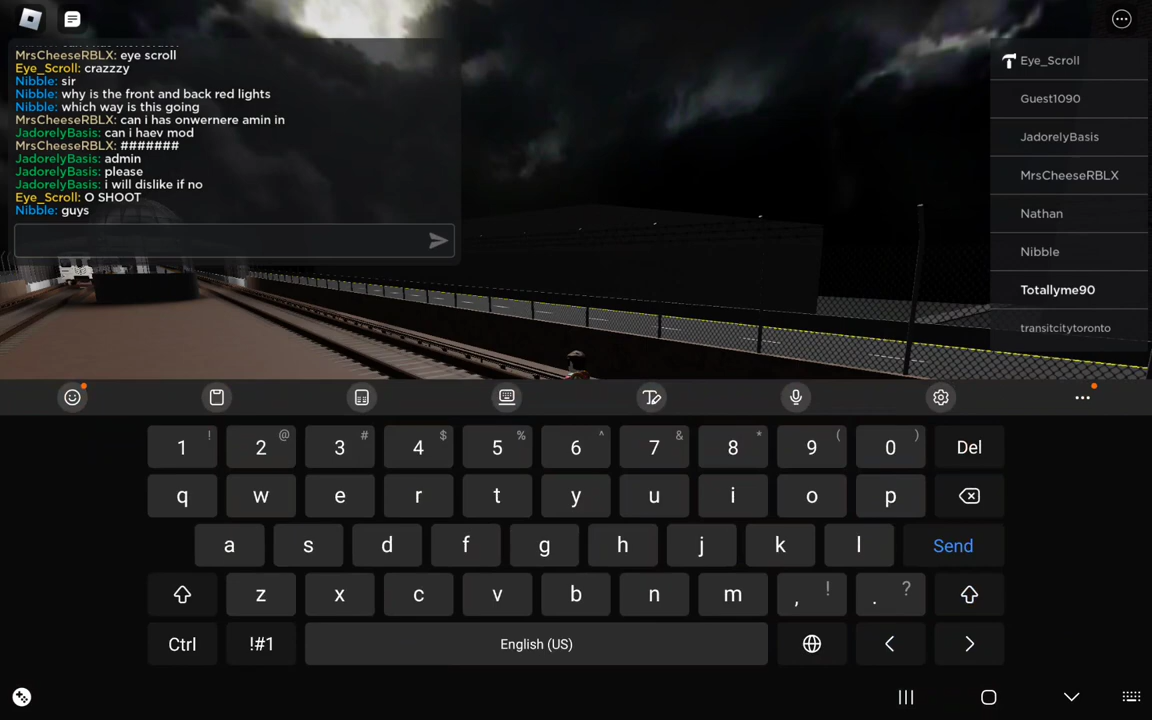 MrsCheeseRBLX: eye scroll
Eye_Scroll: crazzzy
Nibble: sir
Nibble: why is the front and back red lights
Nibble: which way is this going
MrsCheeseRBLX: can i has onwernere amin in
JadorelyBasis: can i haev mod
MrsCheeseRBLX: #######
JadorelyBasis: admin
JadorelyBasis: please
JadorelyBasis: i will dislike if no
Eye_Scroll: O SHOOT
Nibble: guys
Eye_Scroll
Guest1090
JadorelyBasis
MrsCheeseRBLX
Nathan
Nibble
Totallyme90
transitcitytoronto
1 ! 2 @ 3 # 4 $ 5 % 6 ^ 7 & 8 * 9 ( 0 ) Del
q w e r t y u i o p
a s d f g h j k l Send
z x c v b n m , ! . ?
Ctrl !#1 English (US) < >